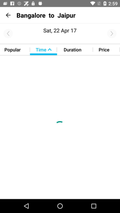 2:59
Bangalore to Jaipur
Sat, 22 Apr 17
Popular Time Duration Price